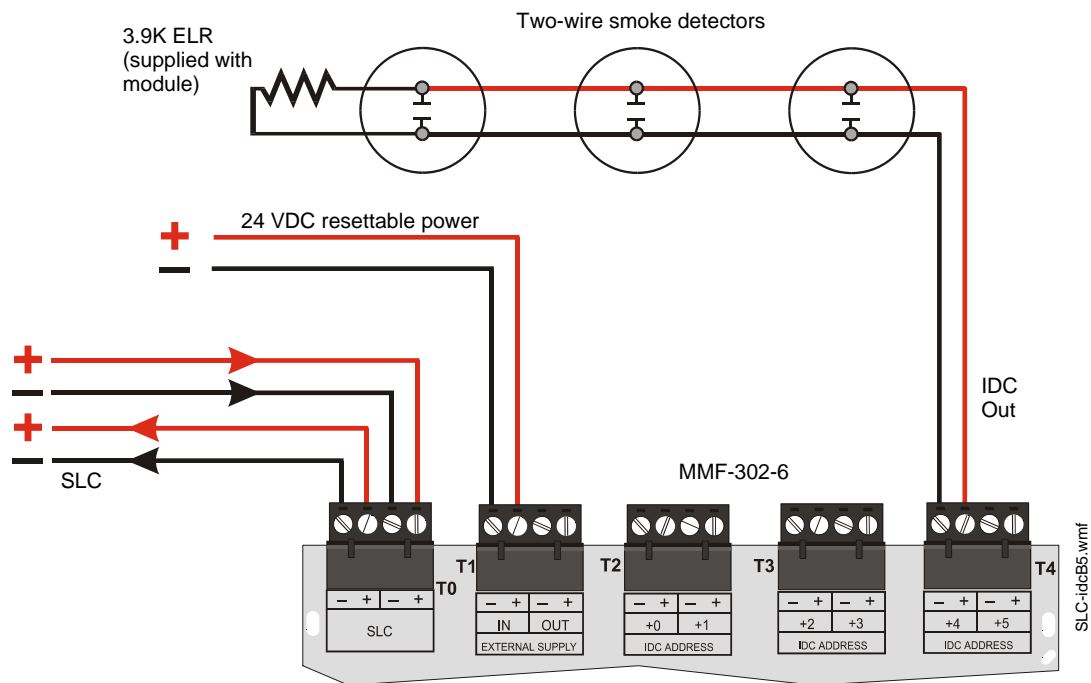 Two-wire smoke detectors
3.9K ELR
(supplied with
module)
24 VDC resettable power
+
–
+
–
+
–
SLC
IDC
Out
MMF-302-6
T0
T1
T2
T3
T4
– + – +
SLC
– + – +
IN OUT
EXTERNAL SUPPLY
– + – +
+0 +1
IDC ADDRESS
– + – +
+2 +3
IDC ADDRESS
– + – +
+4 +5
IDC ADDRESS
SLC-idcB5.wmf